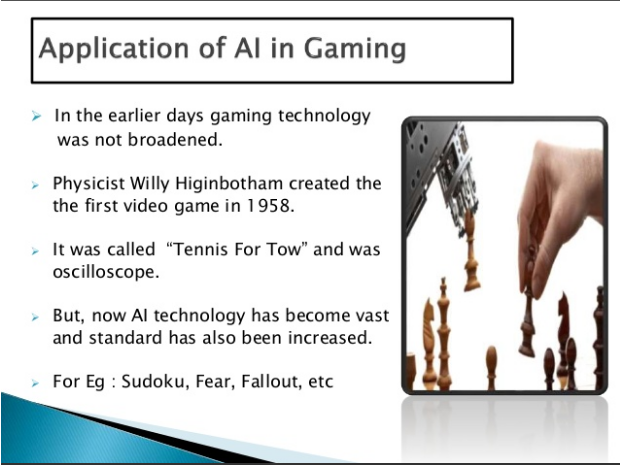 Application of AI in Gaming
In the earlier days gaming technology
was not broadened.
Physicist Willy Higinbotham created the
the first video game in 1958.
It was called “Tennis For Tow” and was
oscilloscope.
But, now AI technology has become vast
and standard has also been increased.
For Eg : Sudoku, Fear, Fallout, etc